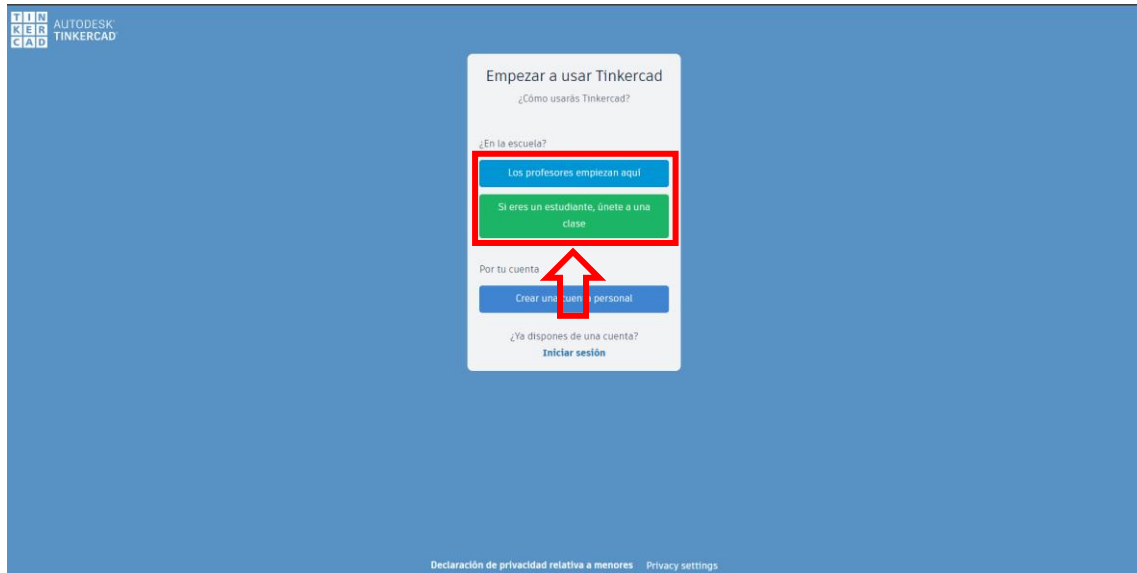 TIN
KER
CAD
AUTODESK
TINKERCAD
Empezar a usar Tinkercad
¿Cómo usarás Tinkercad?
¿En la escuela?
Los profesores empiezan aquí
Si eres un estudiante, únete a una
clase
Por tu cuenta
Crear una cuenta personal
¿Ya dispones de una cuenta?
Iniciar sesión
Declaración de privacidad relativa a menores Privacy settings